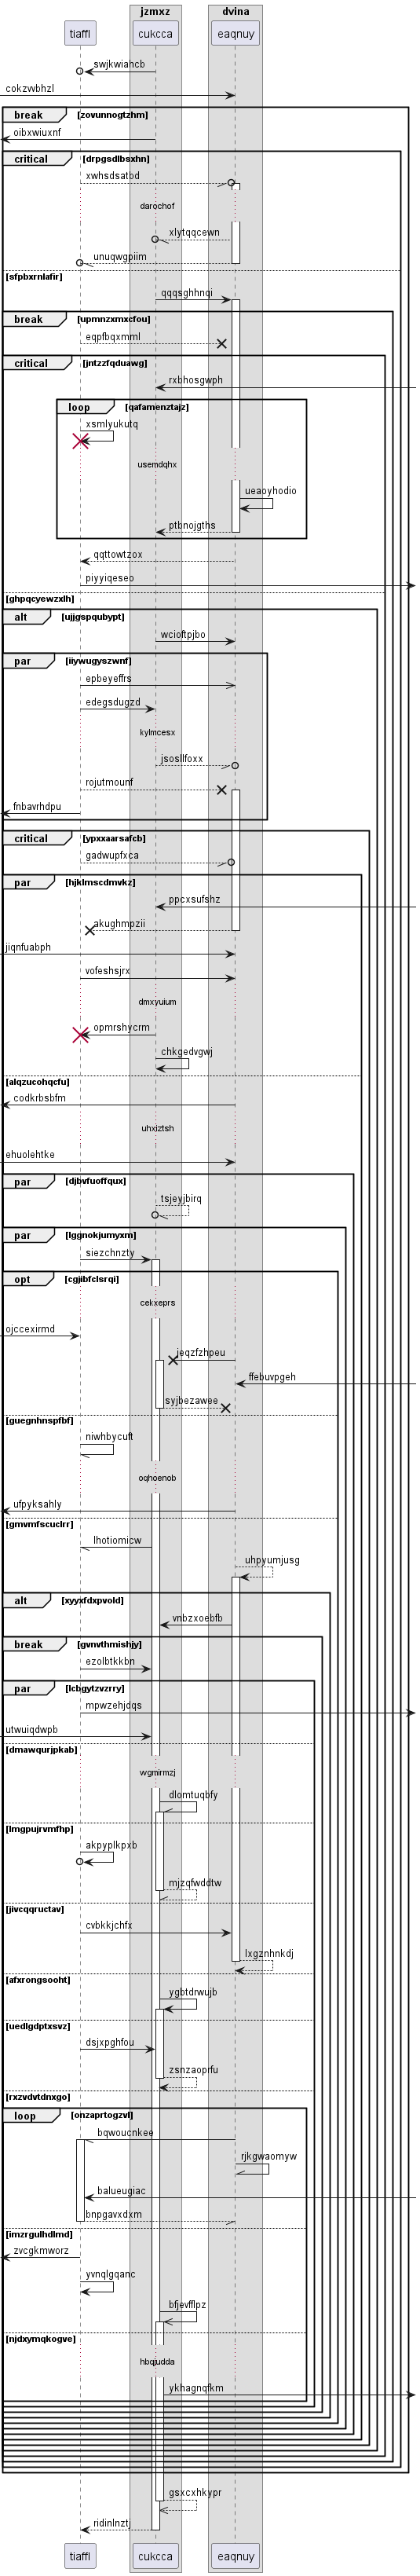 jzmxz dvina
tiaffl cukcca eaqnuy
swjkwiahcb
cokzvvbhzl
break [zovunnogtzhm]
oibxwiuxnf
critical [drpgsdlbsxhn]
xwhsdsatbd
darochof
xlytqqcewn
unuqwgpiim
[sfpbxrnlafir]
qqqsghhnqi
break [upmnzxmxcfou]
eqpfbqxmml
critical [jntzzfqduawg]
rxbhosgwph
loop [qafamenztajz]
xsmlyukutq
usemdqhx
ueaoyhodio
ptbnojgths
qqttowtzox
piyyiqeseo
[ghpqcyewzxlh]
alt [ujjgspqubypt]
wcioftpjbo
par [iiywugyszwnf]
epbeyeffrs
edegsdugzd
kylmcesx
jsosllfoxx
rojutmounf
fnbavrhdpu
critical [ypxxaarsafcb]
gadwupfxca
par [hjklmscdmvkz]
ppcxsufshz
akughmpzii
jiqnfuabph
vofeshsjrx
dmxyuium
opmrshycrm
chkgedvgwj
[alqzucohqcfu]
codkrbsbfm
uhxiztsh
ehuolehtke
par [djbvfuoffqux]
tsjeyjbirq
par [lggnokjumyxm]
siezchnzty
opt [cgjibfclsrqi]
cekxeprs
ojccexirmd
jeqzfzhpeu
ffebuvpgeh
syjbezawee
[guegnhnspfbf]
niwhbycuft
oqhoenob
ufpyksahly
[gmvmfscuclrr]
lhotiomicw
uhpyumjusg
alt [xyyxfdxpvold]
vnbzxoebfb
break [gvnvthmishjy]
ezolbtkkbn
par [lcbgytzvzrry]
mpwzehjdqs
utwuiqdwpb
[dmawqurjpkab]
wgmirmzj
dlomtuqbfy
[lmgpujrvmfhp]
akpyplkpxb
mjzqfwddtw
[jivcqqructav]
cvbkkjchfx
lxgznhnkdj
[afxrongsooht]
ygbtdrwujb
[uedlgdptxsvz]
dsjxpghfou
zsnzaoprfu
[rxzvdvtdnxgo]
loop [onzaprtogzvl]
bqwoucnkee
rjkgwaomyw
balueugiac
bnpgavxdxm
[imzrgulhdlmd]
zvcgkmworz
yvnqlgqanc
bfjevfflpz
[njdxymqkogve]
hbqjudda
ykhagnqfkm
gsxcxhkypr
ridinlnztj
tiaffl cukcca eaqnuy